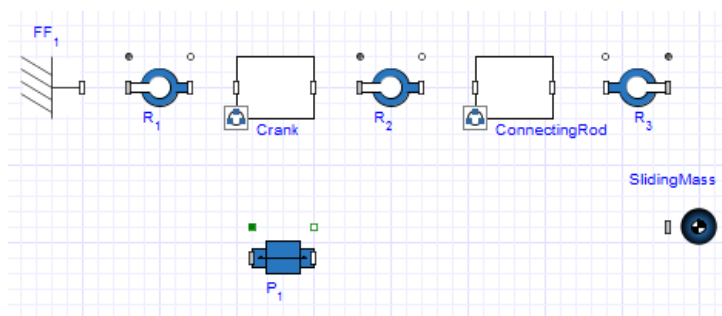 FF₁
R₁
Crank
R₂
ConnectingRod
R₃
SlidingMass
P₁